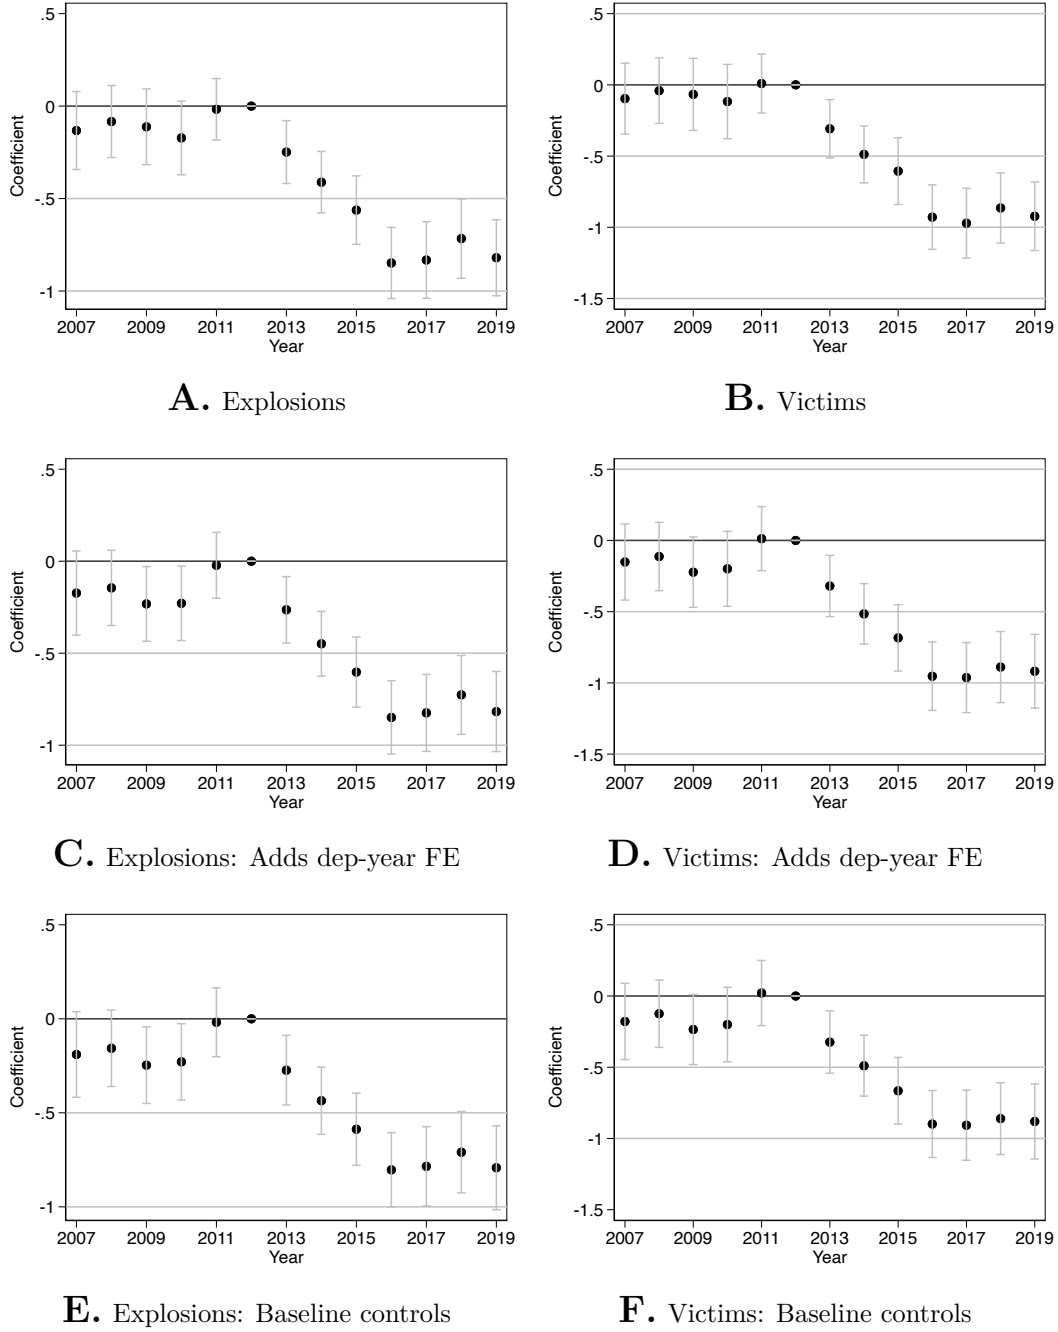 .5
0
-.5
-1
Coefficient
2007 2009 2011 2013 2015 2017 2019
Year
A. Explosions
.5
0
-.5
-1
-1.5
Coefficient
2007 2009 2011 2013 2015 2017 2019
Year
B. Victims
.5
0
-.5
-1
Coefficient
2007 2009 2011 2013 2015 2017 2019
Year
C. Explosions: Adds dep-year FE
.5
0
-.5
-1
-1.5
Coefficient
2007 2009 2011 2013 2015 2017 2019
Year
D. Victims: Adds dep-year FE
.5
0
-.5
-1
Coefficient
2007 2009 2011 2013 2015 2017 2019
Year
E. Explosions: Baseline controls
.5
0
-.5
-1
-1.5
Coefficient
2007 2009 2011 2013 2015 2017 2019
Year
F. Victims: Baseline controls